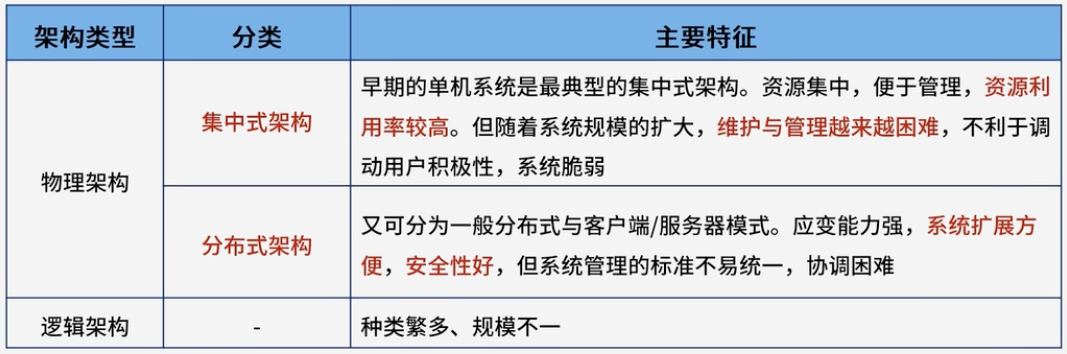 架构类型 分类 主要特征
物理架构
集中式架构
早期的单机系统是最典型的集中式架构。资源集中，便于管理，资源利
用率较高。但随着系统规模的扩大，维护与管理越来越困难，不利于调
动用户积极性，系统脆弱
分布式架构
又可分为一般分布式与客户端/服务器模式。应变能力强，系统扩展方
便，安全性好，但系统管理的标准不易统一，协调困难
逻辑架构 - 种类繁多、规模不一